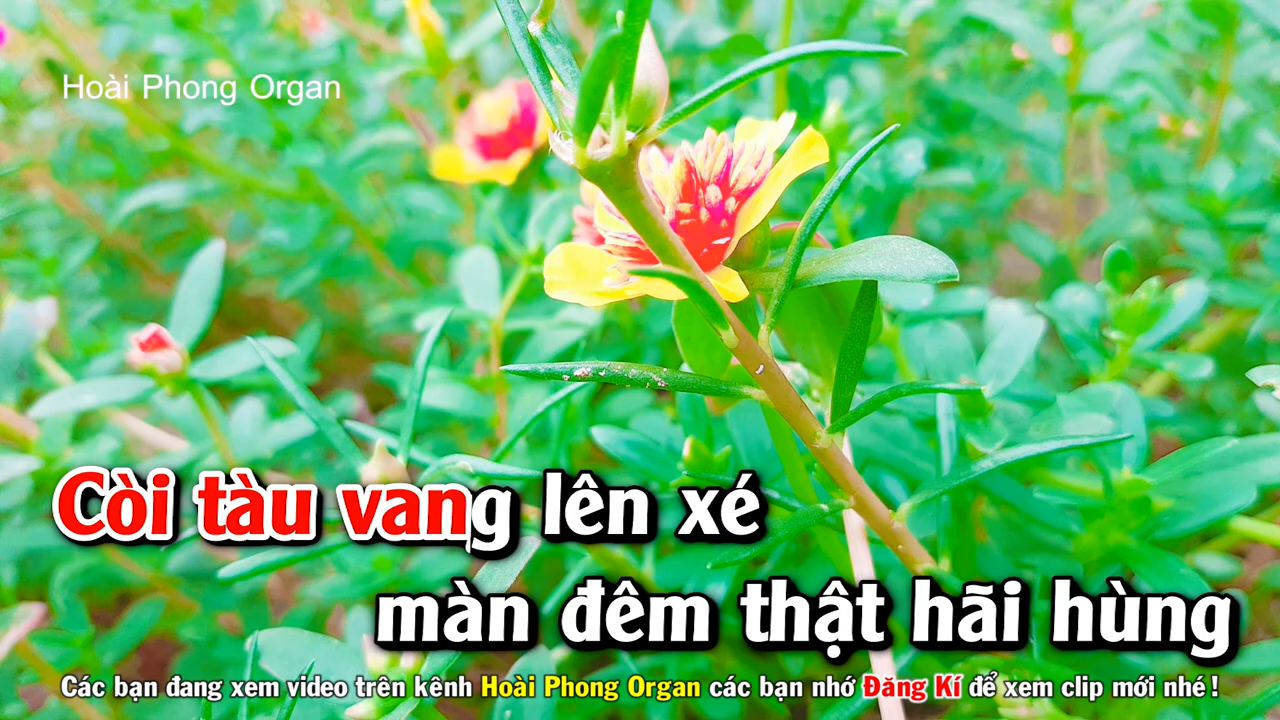 Hoài Phong Organ
Còi tàu vang lên xé
màn đêm thật hãi hùng
Các bạn đang xem video trên kênh Hoài Phong Organ các bạn nhớ Đăng Kí để xem clip mới nhé!